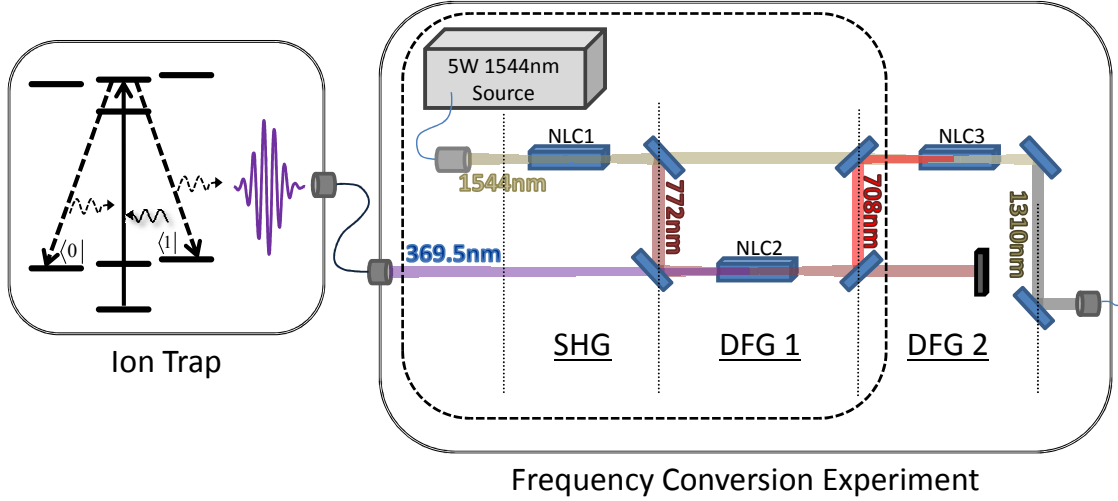 5W 1544nm
Source
NLC1
NLC3
1544nm
772nm
708nm
1310nm
⟨0|
⟨1|
369.5nm
NLC2
SHG
DFG 1
DFG 2
Ion Trap
Frequency Conversion Experiment